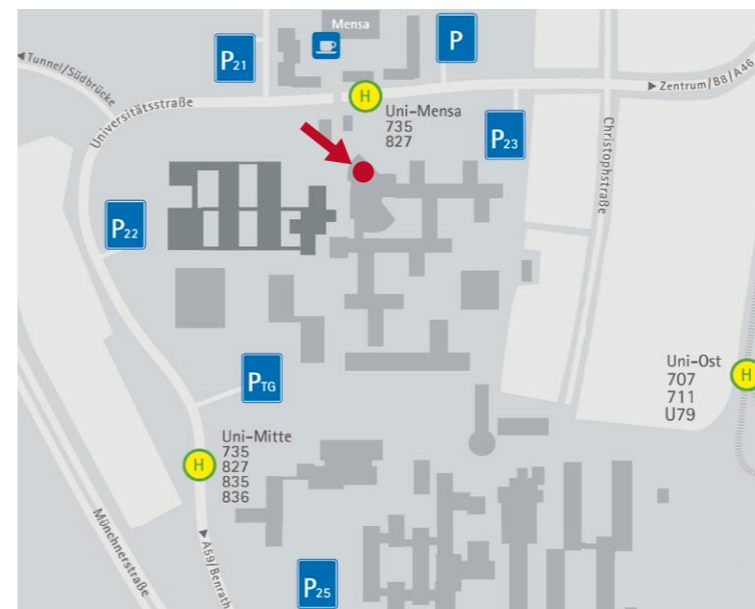 Mensa
P21
P
Tunnel/Südbrücke
Zentrum/B8/A46
Universitätsstraße
Uni-Mensa
735
827
P23
Christophstraße
P22
Uni-Ost
707
711
U79
PTG
Uni-Mitte
735
827
835
836
Münchnerstraße
A59/Benrath
P25
H
H
H